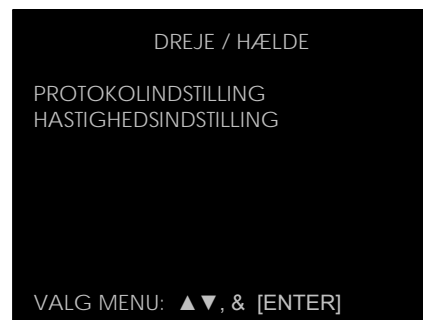 DREJE / HÆLDE
PROTOKOLINDSTILLING
HASTIGHEDSINDSTILLING
VALG MENU: ▲▼, & [ENTER]